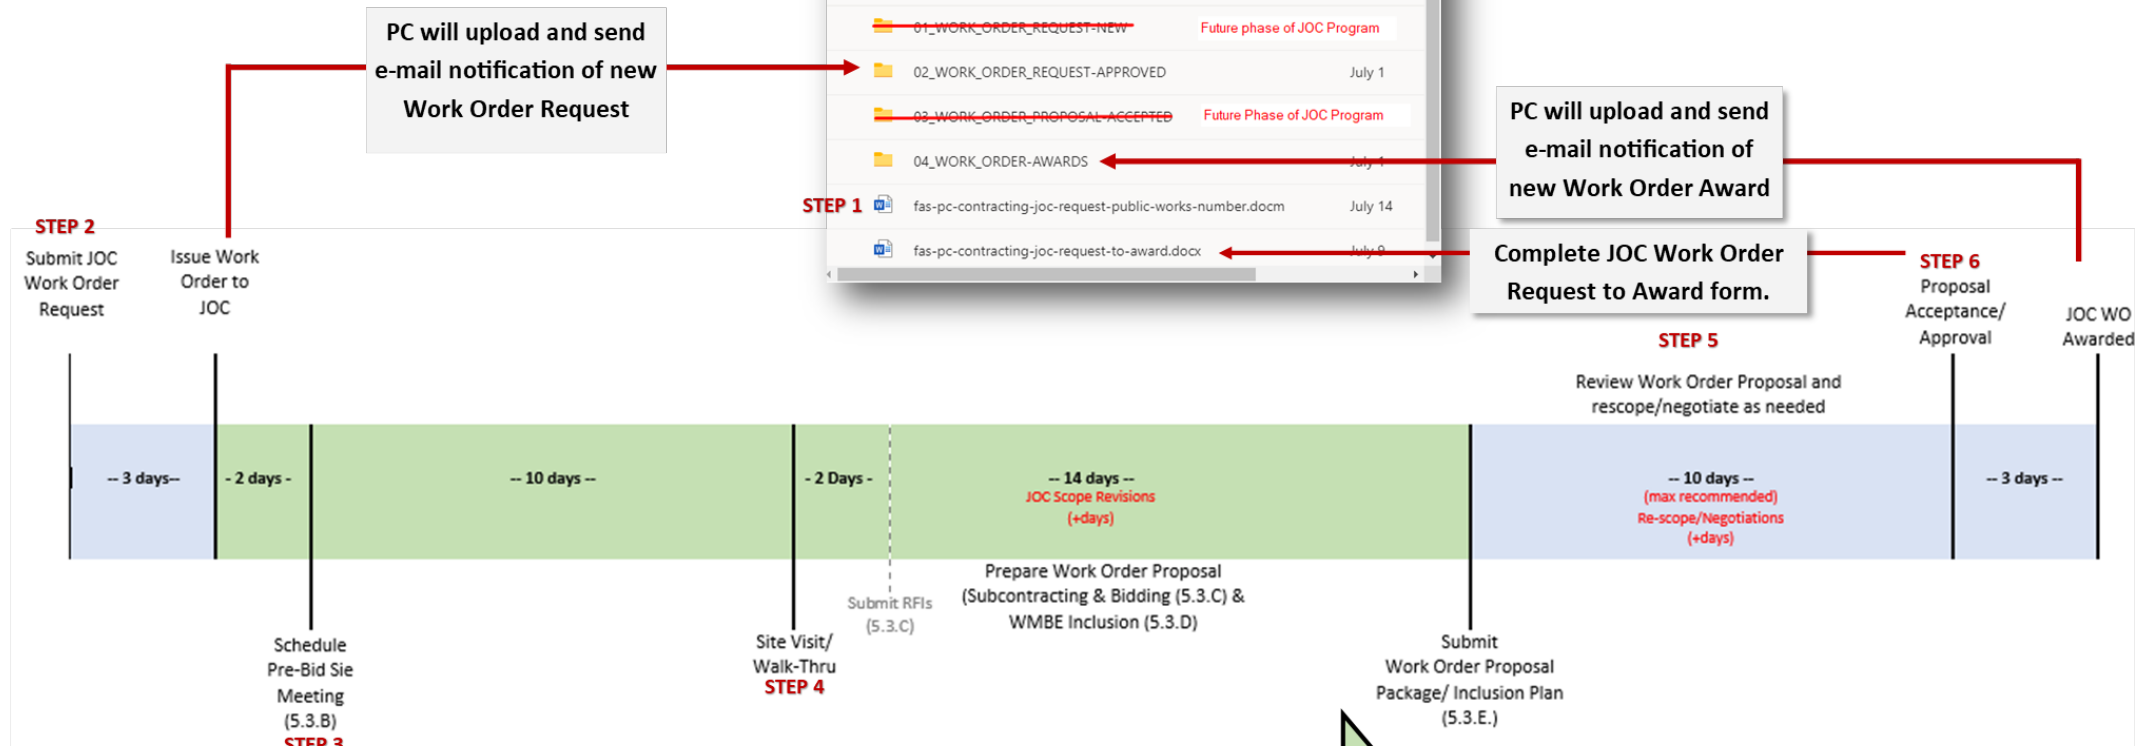 PC will upload and send
e-mail notification of new
Work Order Request
01_WORK_ORDER_REQUEST-NEW
Future phase of JOC Program
02_WORK_ORDER_REQUEST-APPROVED
July 1
03_WORK_ORDER_PROPOSAL-ACCEPTED
Future Phase of JOC Program
04_WORK_ORDER-AWARDS
July 1
STEP 1
fas-pc-contracting-joc-request-public-works-number.docm
July 14
fas-pc-contracting-joc-request-to-award.docx
July 9
PC will upload and send
e-mail notification of
new Work Order Award
Complete JOC Work Order
Request to Award form.
STEP 2
Submit JOC
Work Order
Request
Issue Work
Order to
JOC
STEP 6
Proposal
Acceptance/
Approval
JOC WO
Awarded
STEP 5
Review Work Order Proposal and
rescope/negotiate as needed
-- 3 days--
- 2 days -
-- 10 days --
- 2 Days -
-- 14 days --
JOC Scope Revisions
(+days)
-- 10 days --
(max recommended)
Re-scope/Negotiations
(+days)
-- 3 days --
Schedule
Pre-Bid Sie
Meeting
(5.3.B)
STEP 3
Site Visit/
Walk-Thru
STEP 4
Submit RFIs
(5.3.C)
Prepare Work Order Proposal
(Subcontracting & Bidding (5.3.C) &
WMBE Inclusion (5.3.D)
Submit
Work Order Proposal
Package/ Inclusion Plan
(5.3.E.)